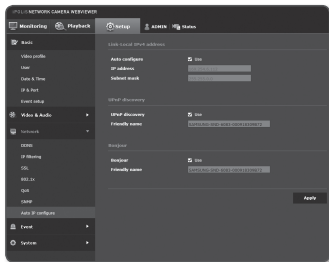 iPOLiS NETWORK CAMERA WEBVIEWER
Monitoring
Playback
Setup
ADMIN
Status
Basic
Video profile
User
Date & Time
IP & Port
Event setup
Video & Audio
Network
DDNS
IP filtering
SSL
802.1x
QoS
SNMP
Auto IP configure
Event
System
Link-Local IPv4 address
Auto configure
Use
IP address
Subnet mask
UPnP discovery
UPnP discovery
Use
Friendly name
Bonjour
Bonjour
Use
Friendly name
Apply